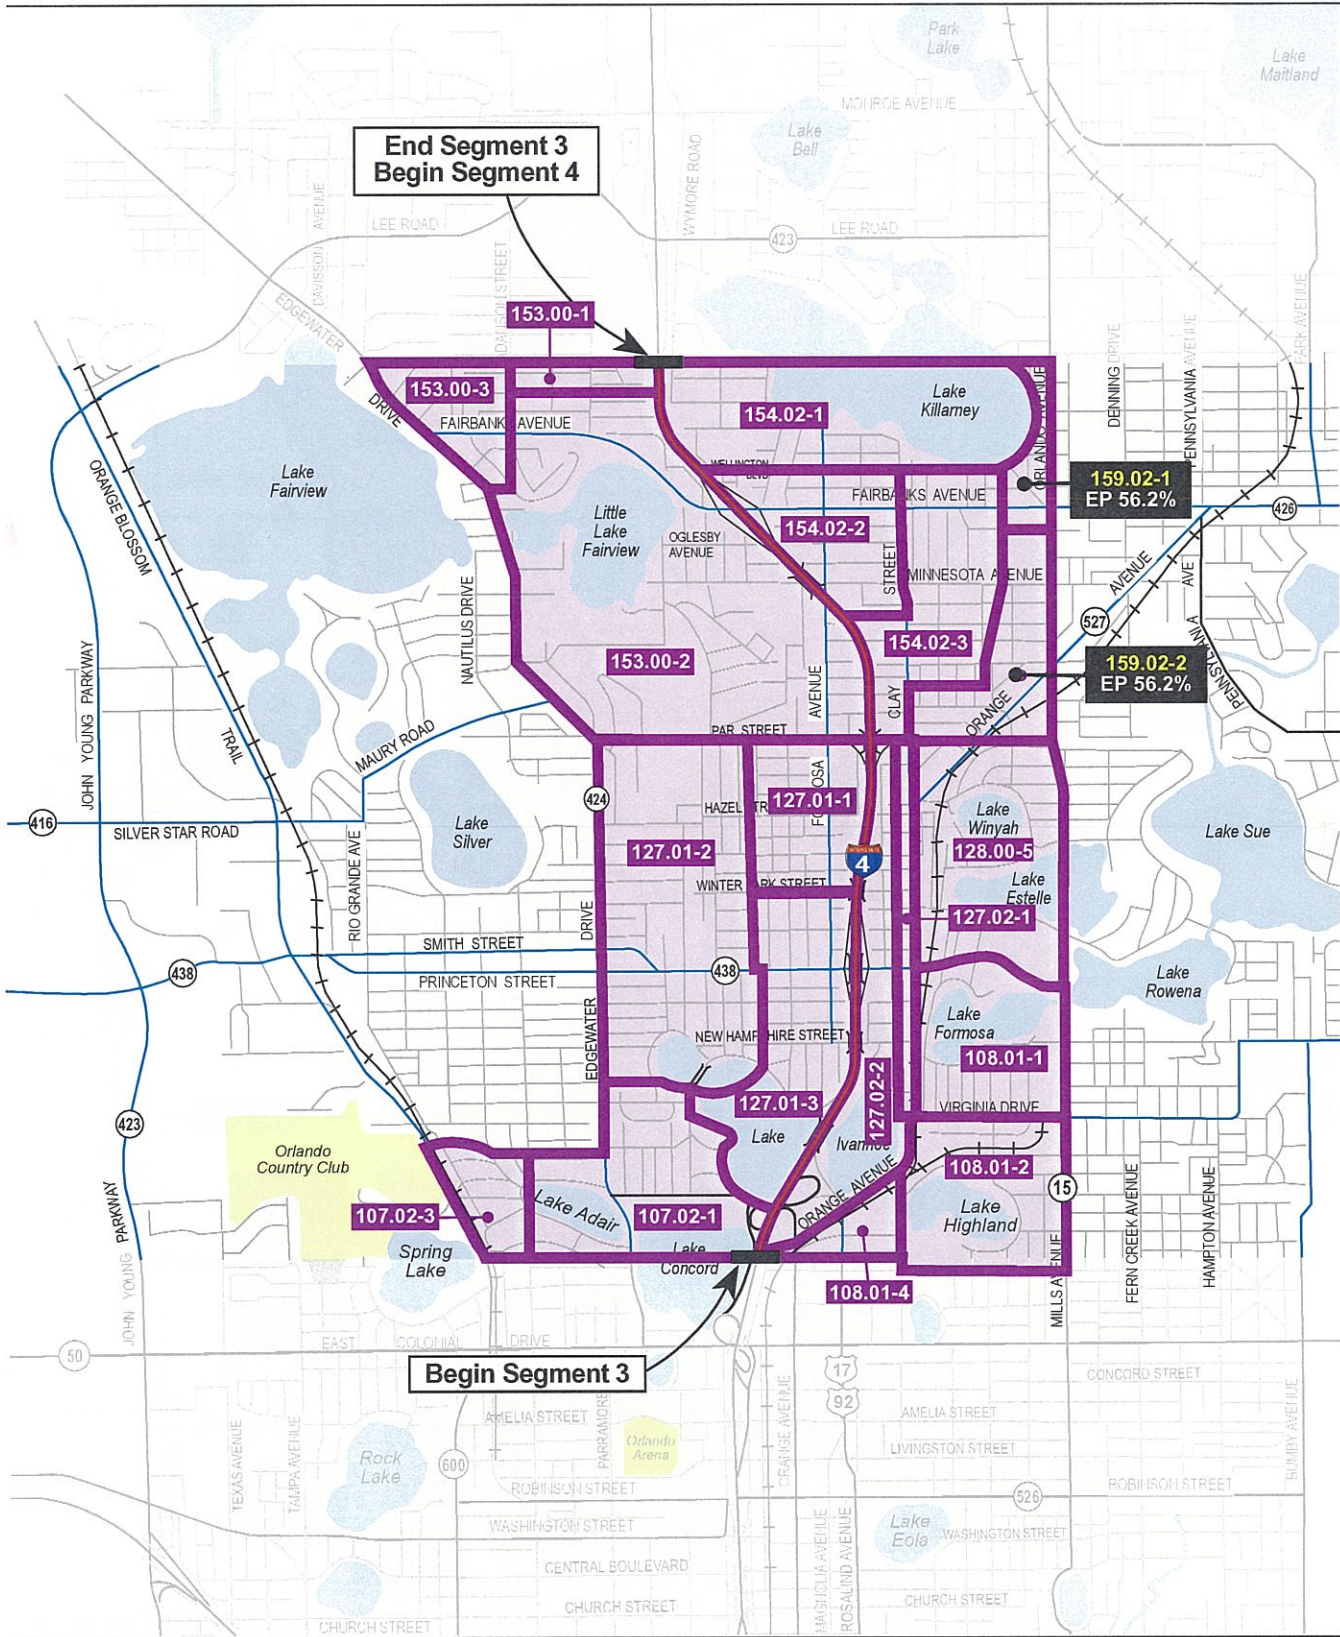 Park
Lake
Lake
Maitland
MONROE AVENUE
Lake
Bell
End Segment 3
Begin Segment 4
WYMORE ROAD
DAVISSON AVENUE
LEE ROAD
423
LEE ROAD
EDGEWATER
DRIVE
153.00-1
153.00-3
FAIRBANKS AVENUE
154.02-1
Lake
Killarney
ORLANDO AVENUE
DENNING DRIVE
PENNSYLVANIA AVENUE
PARK AVENUE
Lake
Fairview
ORANGE BLOSSOM
TRAIL
Little
Lake
Fairview
OGLESBY
AVENUE
FAIRBANKS AVENUE
154.02-2
159.02-1
EP 56.2%
426
STREET
MINNESOTA AVENUE
AVENUE
AVE
527
NAUTILUS DRIVE
153.00-2
154.02-3
159.02-2
EP 56.2%
PENNSYLVANIA
JOHN YOUNG PARKWAY
AVENUE
CLAY
ORANGE
PAR STREET
MAURY ROAD
416
SILVER STAR ROAD
424
Lake
Silver
127.01-1
Lake
Winyah
Lake Sue
127.01-2
4
128.00-5
Lake
Estelle
RIO GRANDE AVE
DRIVE
127.02-1
SMITH STREET
438
438
PRINCETON STREET
Lake
Rowena
EDGEWATER
NEW HAMPSHIRE STREET
Lake
Formosa
108.01-1
127.02-2
127.01-3
VIRGINIA DRIVE
423
Lake
Ivanhoe
Orlando
Country Club
108.01-2
15
PARKWAY
107.02-3
Lake Adair
107.02-1
ORANGE AVENUE
Lake
Highland
FERN CREEK AVENUE
HAMPTON AVENUE
Spring
Lake
Lake
Concord
108.01-4
MILLS AVENUE
JOHN YOUNG
EAST COLONIAL DRIVE
50
Begin Segment 3
17
92
CONCORD STREET
AMELIA STREET
AMELIA STREET
PARRAMORE
Orlando
Arena
ORANGE AVENUE
LIVINGSTON STREET
BUMBY AVENUE
TEXAS AVENUE
TAMPA AVENUE
Rock
Lake
600
ROBINSON STREET
526
ROBINSON STREET
WASHINGTON STREET
Lake
Eola
WASHINGTON STREET
CENTRAL BOULEVARD
MAGNOLIA AVENUE
ROSALIND AVENUE
CHURCH STREET
CHURCH STREET
CHURCH STREET